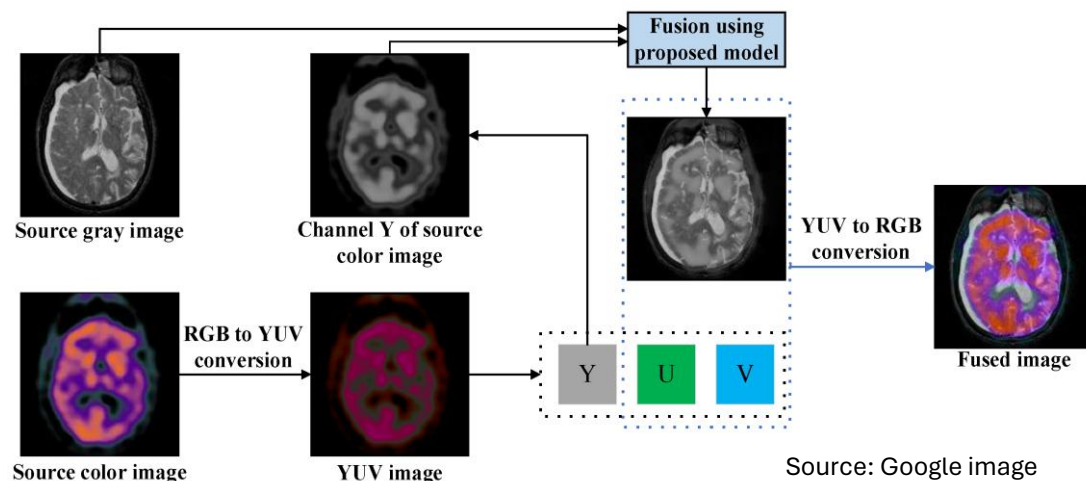 Fusion using
proposed model
Source gray image
Channel Y of source
color image
YUV to RGB
conversion
RGB to YUV
conversion
Y
U
V
Fused image
Source color image
YUV image
Source: Google image